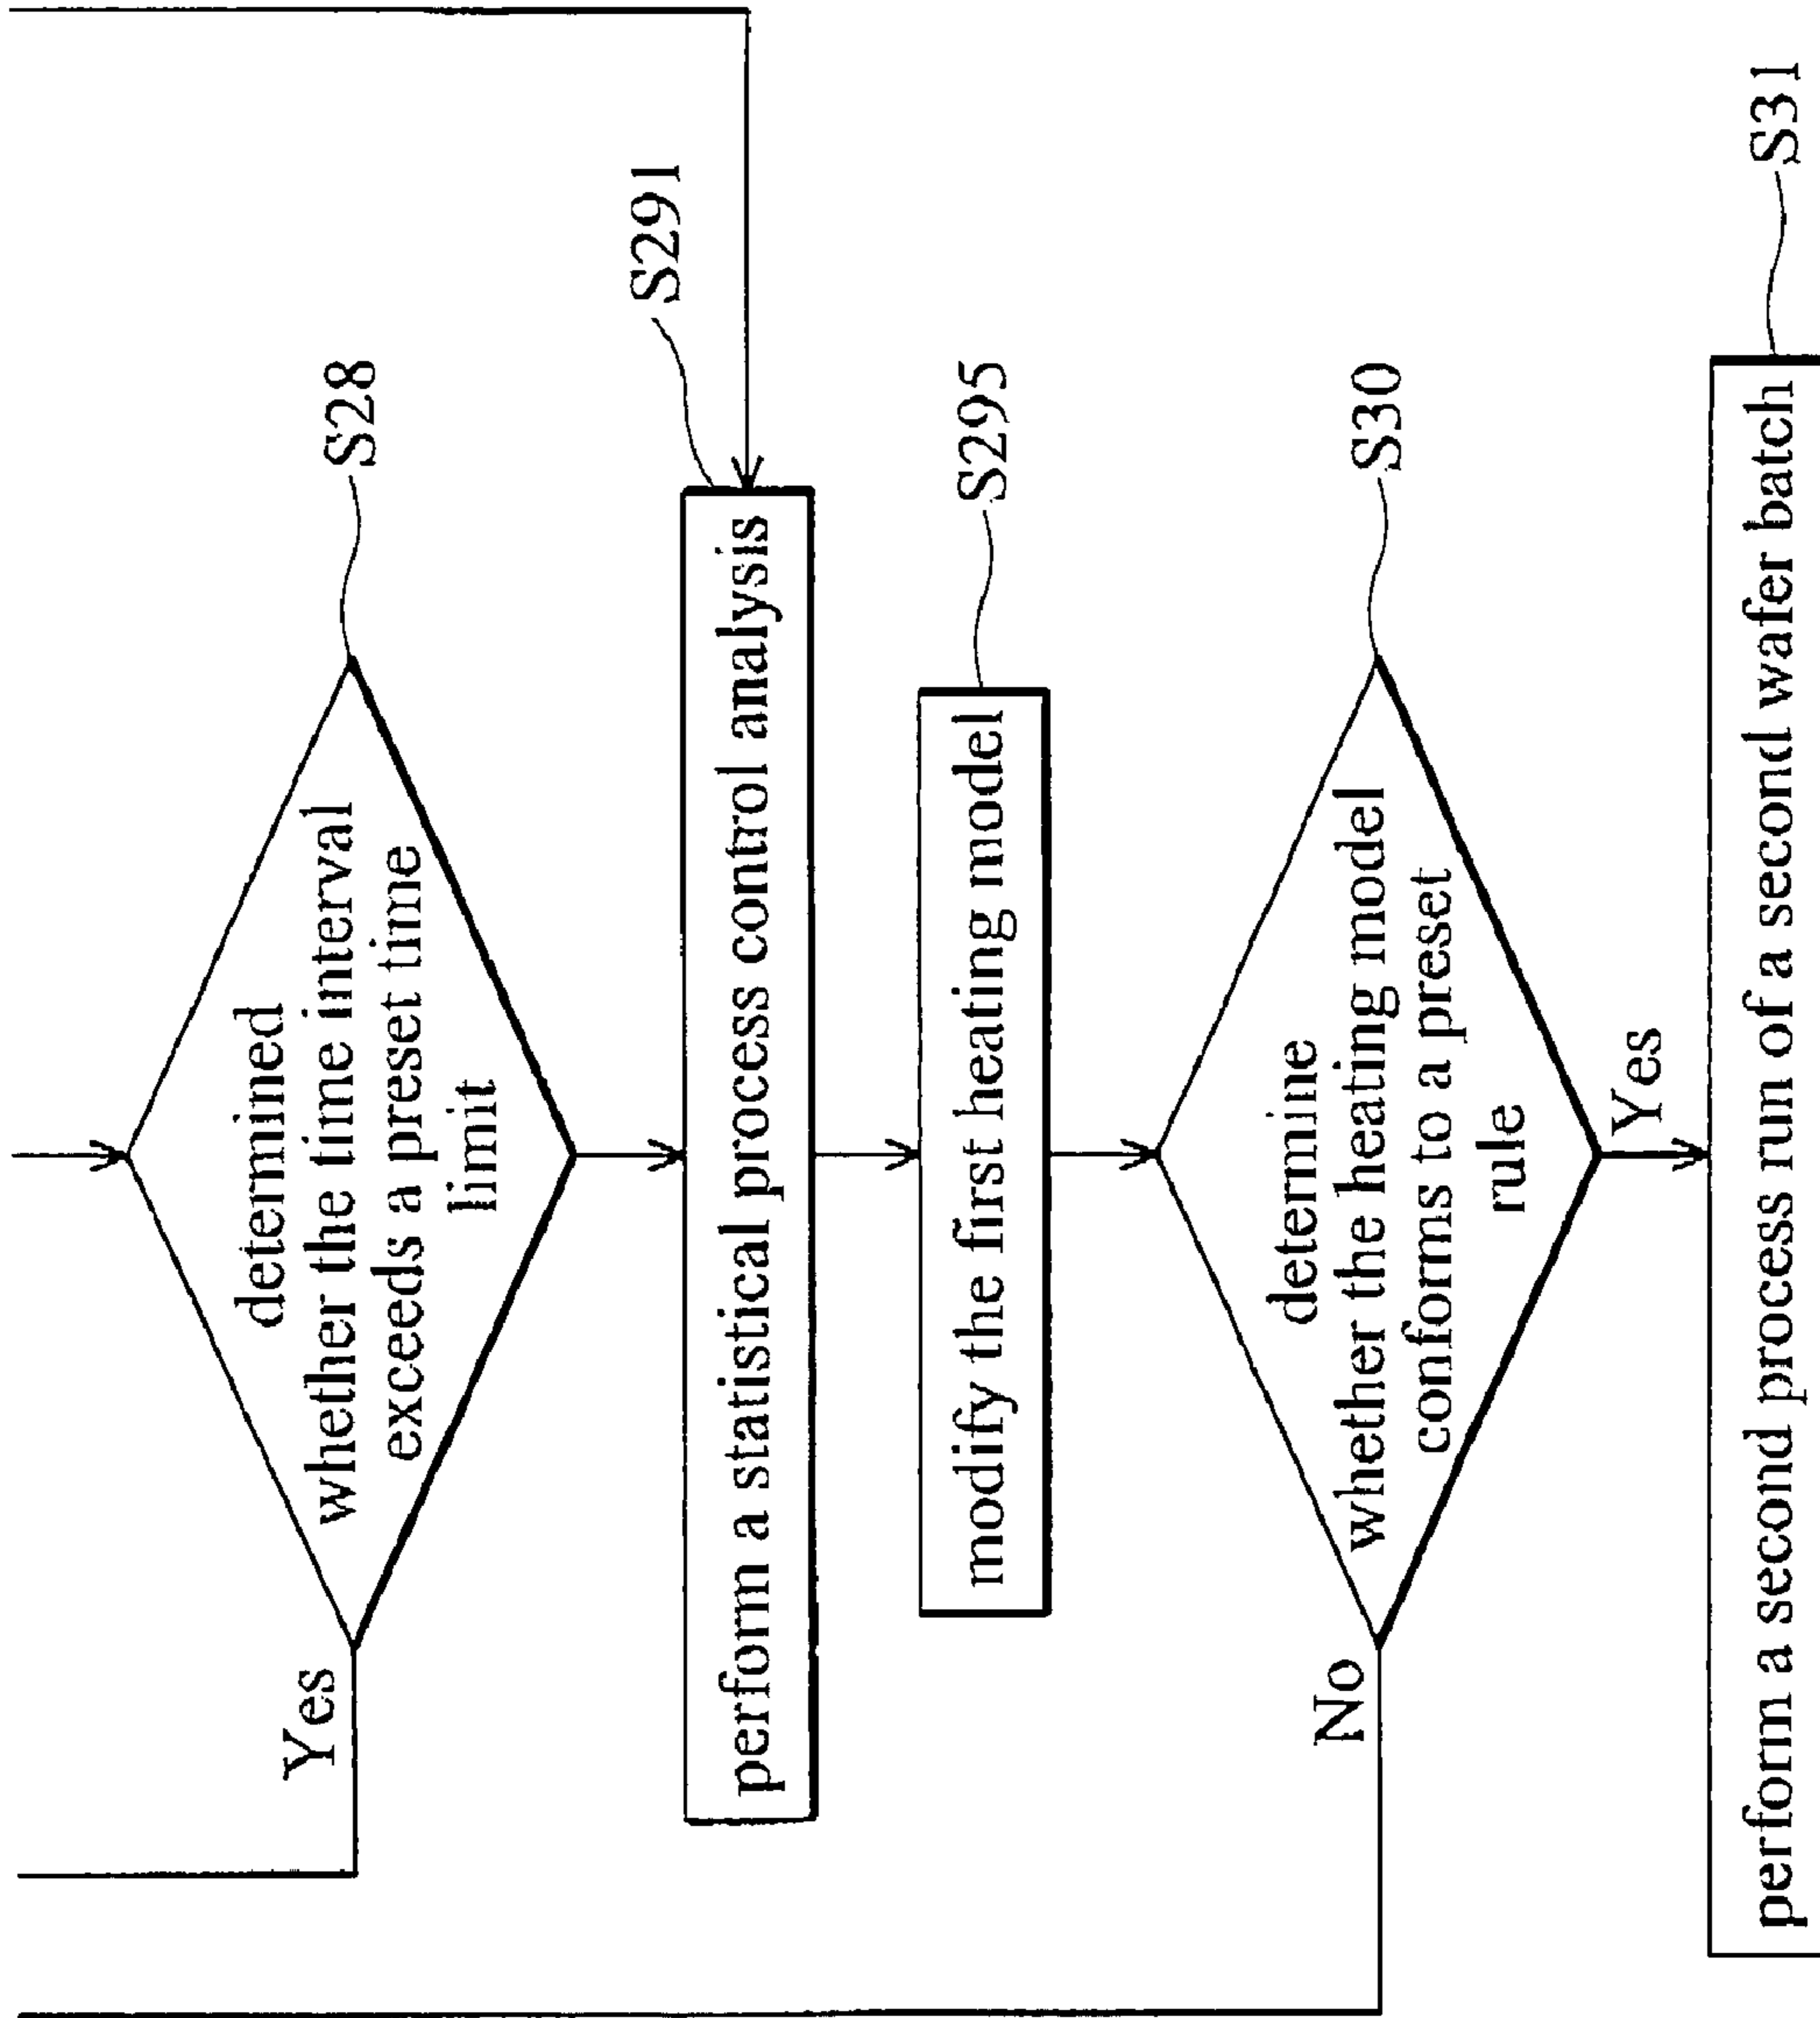 determined
whether the time interval
exceeds a preset time
limit
S28
Yes
perform a statistical process control analysis
S291
modify the first heating model
S295
determine
whether the heating model
conforms to a preset
rule
S30
No
Yes
perform a second process run of a second wafer batch
S31